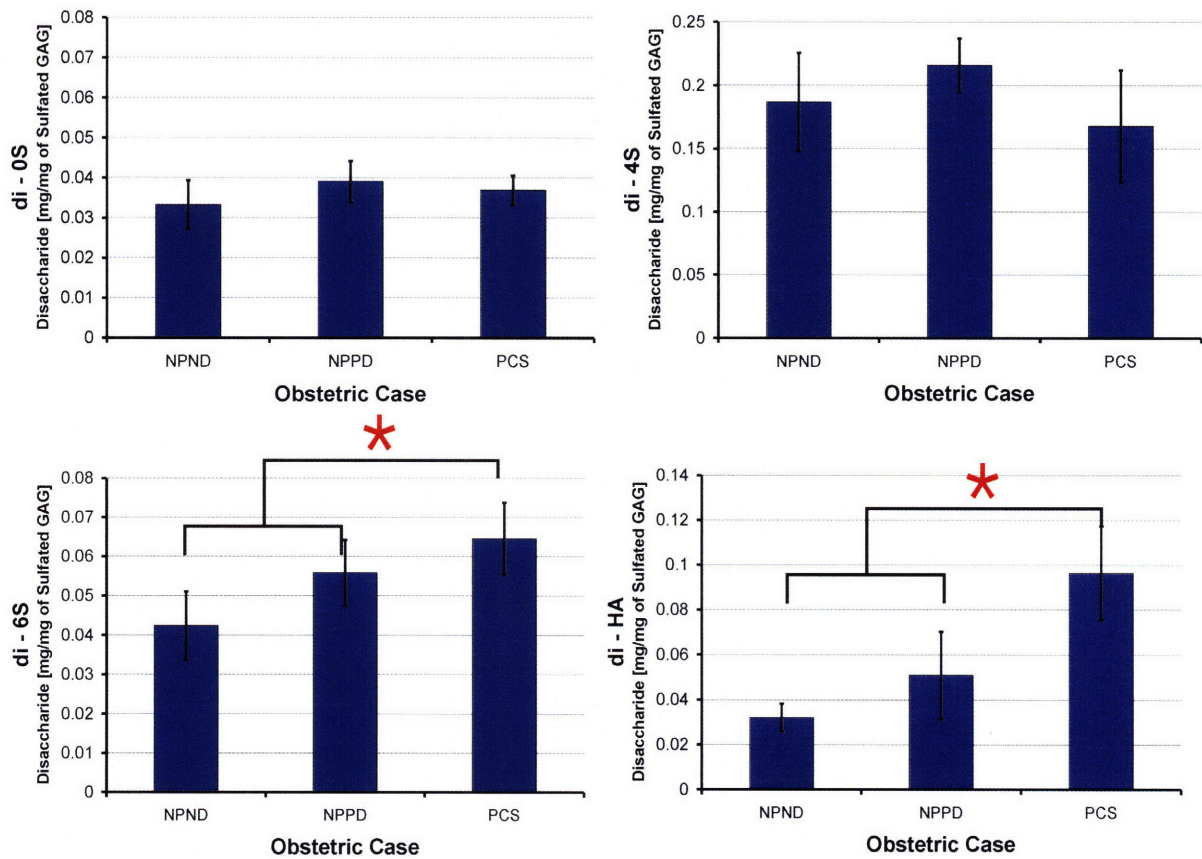 di - 0S
Disaccharide [mg/mg of Sulfated GAG]
0.08
0.07
0.06
0.05
0.04
0.03
0.02
0.01
0
NPND NPPD PCS
Obstetric Case
di - 4S
Disaccharide [mg/mg of Sulfated GAG]
0.25
0.2
0.15
0.1
0.05
0
NPND NPPD PCS
Obstetric Case
di - 6S
Disaccharide [mg/mg of Sulfated GAG]
0.08
0.07
0.06
0.05
0.04
0.03
0.02
0.01
0
*
NPND NPPD PCS
Obstetric Case
di - HA
Disaccharide [mg/mg of Sulfated GAG]
0.14
0.12
0.1
0.08
0.06
0.04
0.02
0
*
NPND NPPD PCS
Obstetric Case